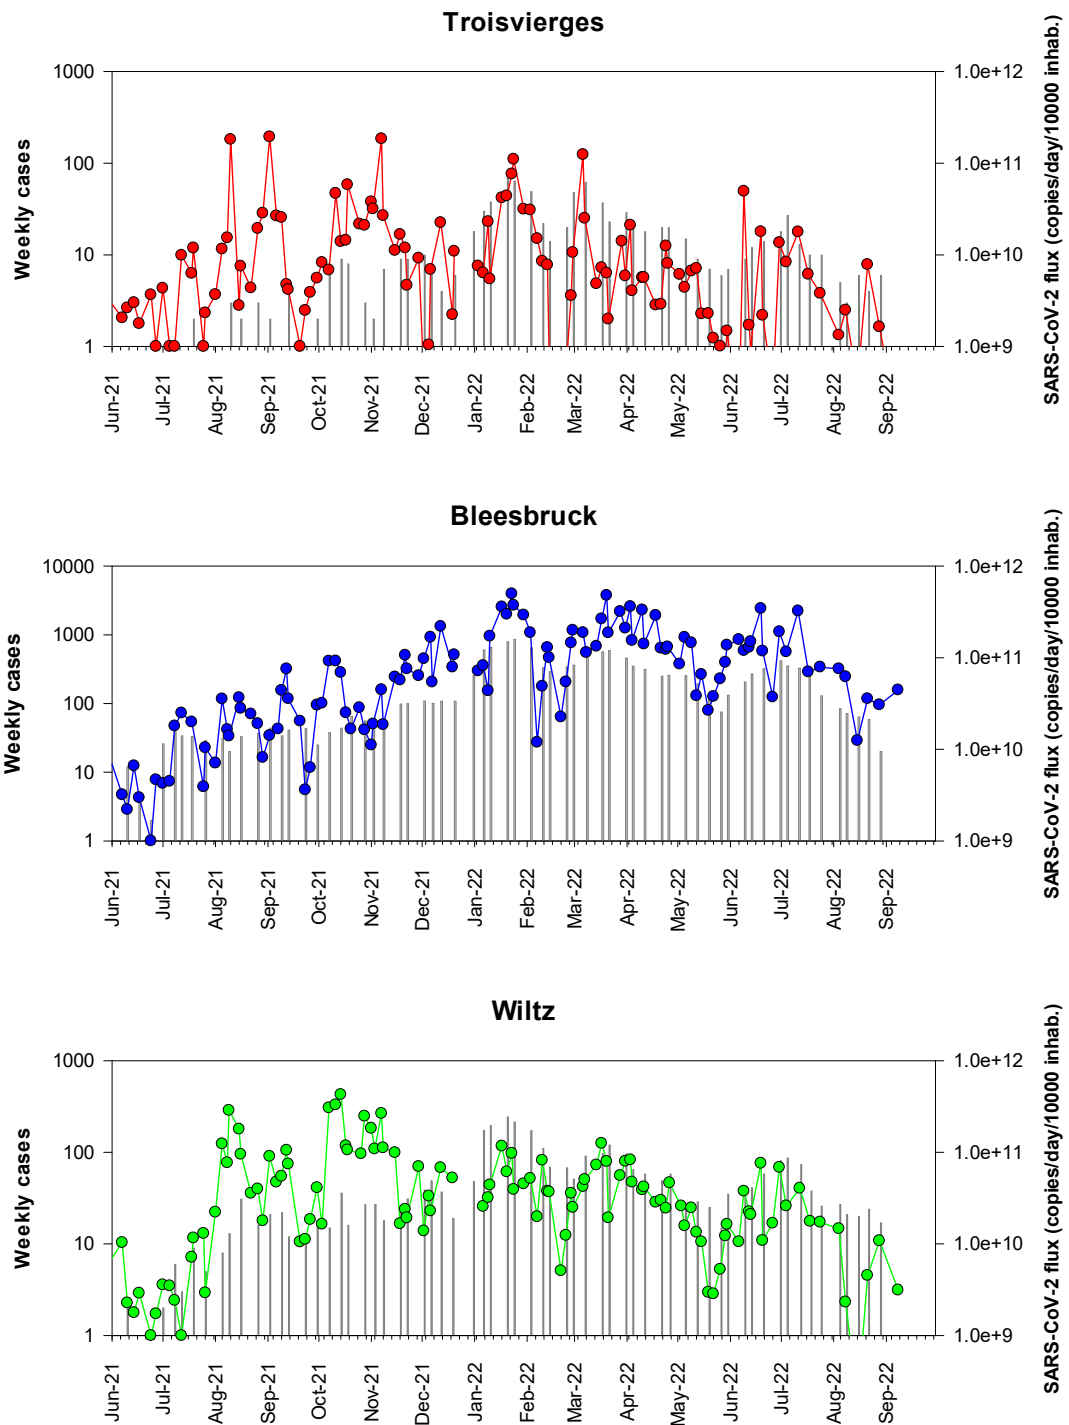 Troisvierges
Weekly cases
1000
100
10
1
1.0e+12
1.0e+11
1.0e+10
1.0e+9
SARS-CoV-2 flux (copies/day/10000 inhab.)
Jun-21
Jul-21
Aug-21
Sep-21
Oct-21
Nov-21
Dec-21
Jan-22
Feb-22
Mar-22
Apr-22
May-22
Jun-22
Jul-22
Aug-22
Sep-22
Bleesbruck
Weekly cases
10000
1000
100
10
1
1.0e+12
1.0e+11
1.0e+10
1.0e+9
SARS-CoV-2 flux (copies/day/10000 inhab.)
Jun-21
Jul-21
Aug-21
Sep-21
Oct-21
Nov-21
Dec-21
Jan-22
Feb-22
Mar-22
Apr-22
May-22
Jun-22
Jul-22
Aug-22
Sep-22
Wiltz
Weekly cases
1000
100
10
1
1.0e+12
1.0e+11
1.0e+10
1.0e+9
SARS-CoV-2 flux (copies/day/10000 inhab.)
Jun-21
Jul-21
Aug-21
Sep-21
Oct-21
Nov-21
Dec-21
Jan-22
Feb-22
Mar-22
Apr-22
May-22
Jun-22
Jul-22
Aug-22
Sep-22